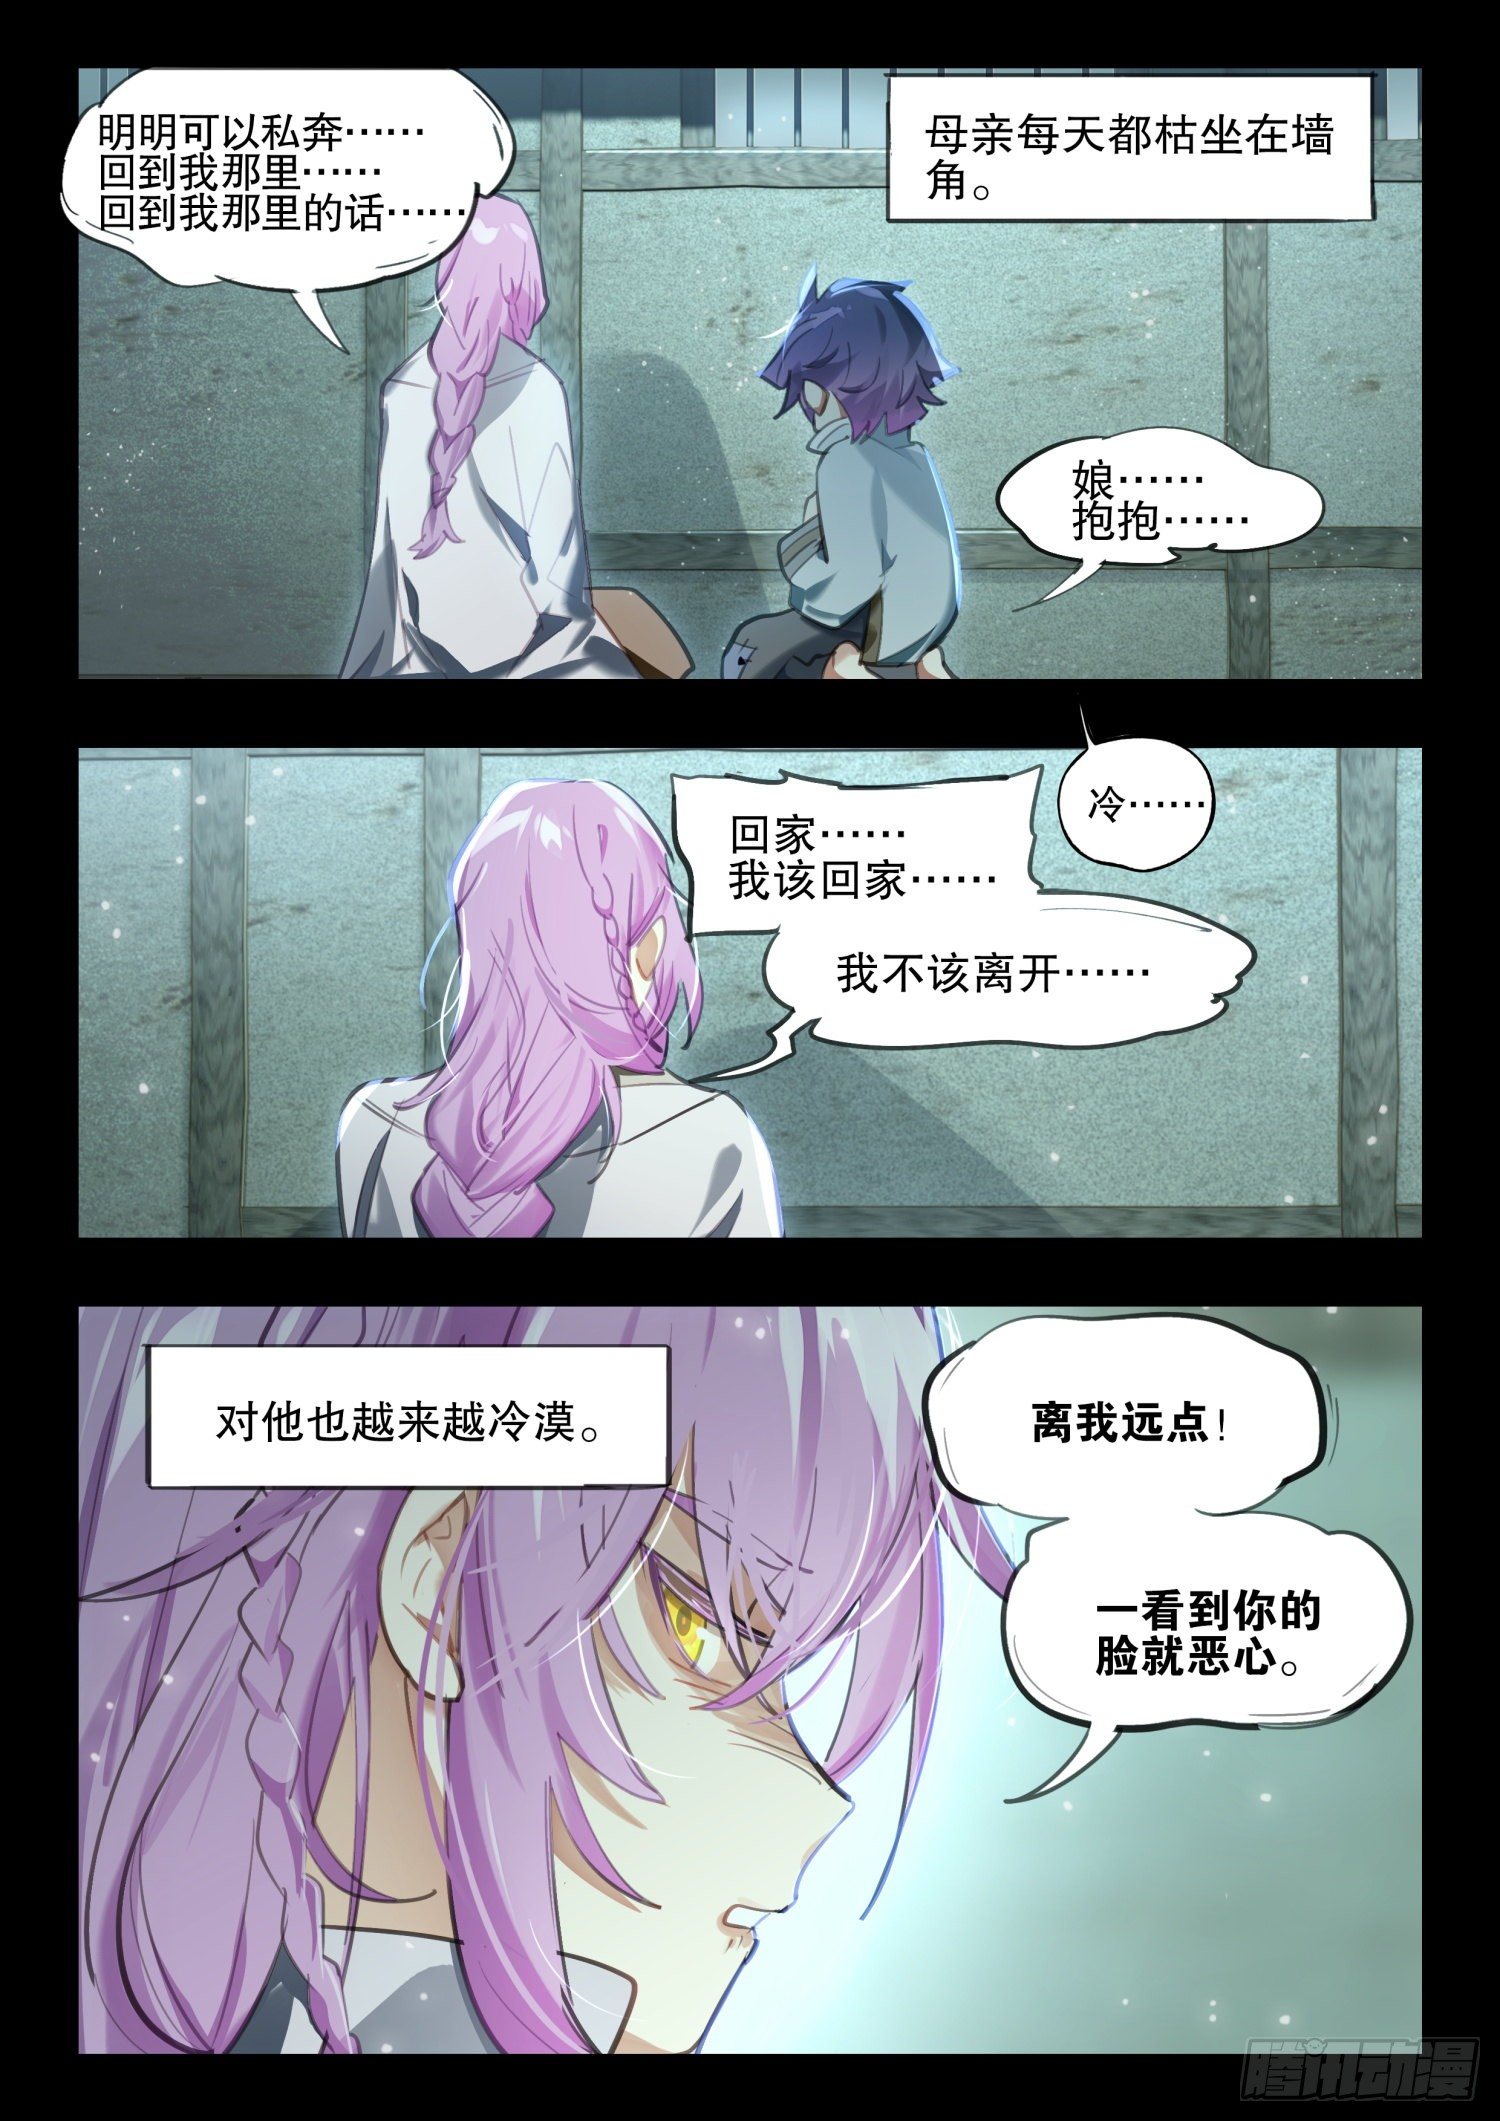 明明可以私奔……
回到我那里……
回到我那里的话……
母亲每天都枯坐在墙
角。
娘……
抱抱……
冷……
回家……
我该回家……
我不该离开……
对他也越来越冷漠。
离我远点！
一看到你的
脸就恶心。
腾讯动漫